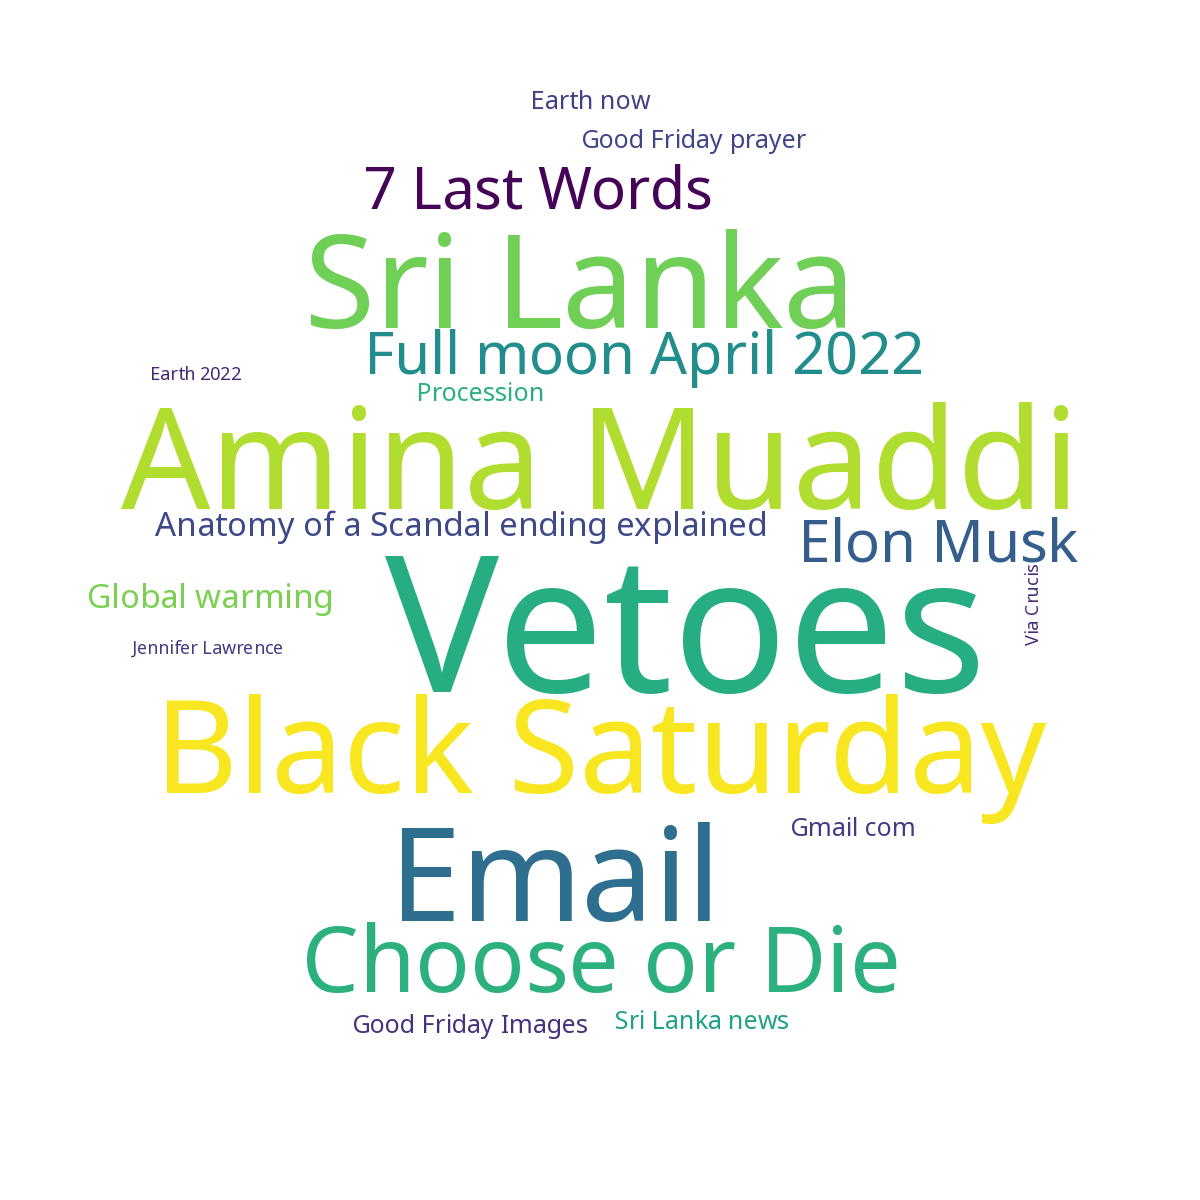 Earth now
Good Friday prayer
7 Last Words
Sri Lanka
Full moon April 2022
Earth 2022
Procession
Amina Muaddi
Anatomy of a Scandal ending explained
Elon Musk
Vetoes
Global warming
Via Crucis
Jennifer Lawrence
Black Saturday
Gmail com
Email
Choose or Die
Good Friday Images
Sri Lanka news